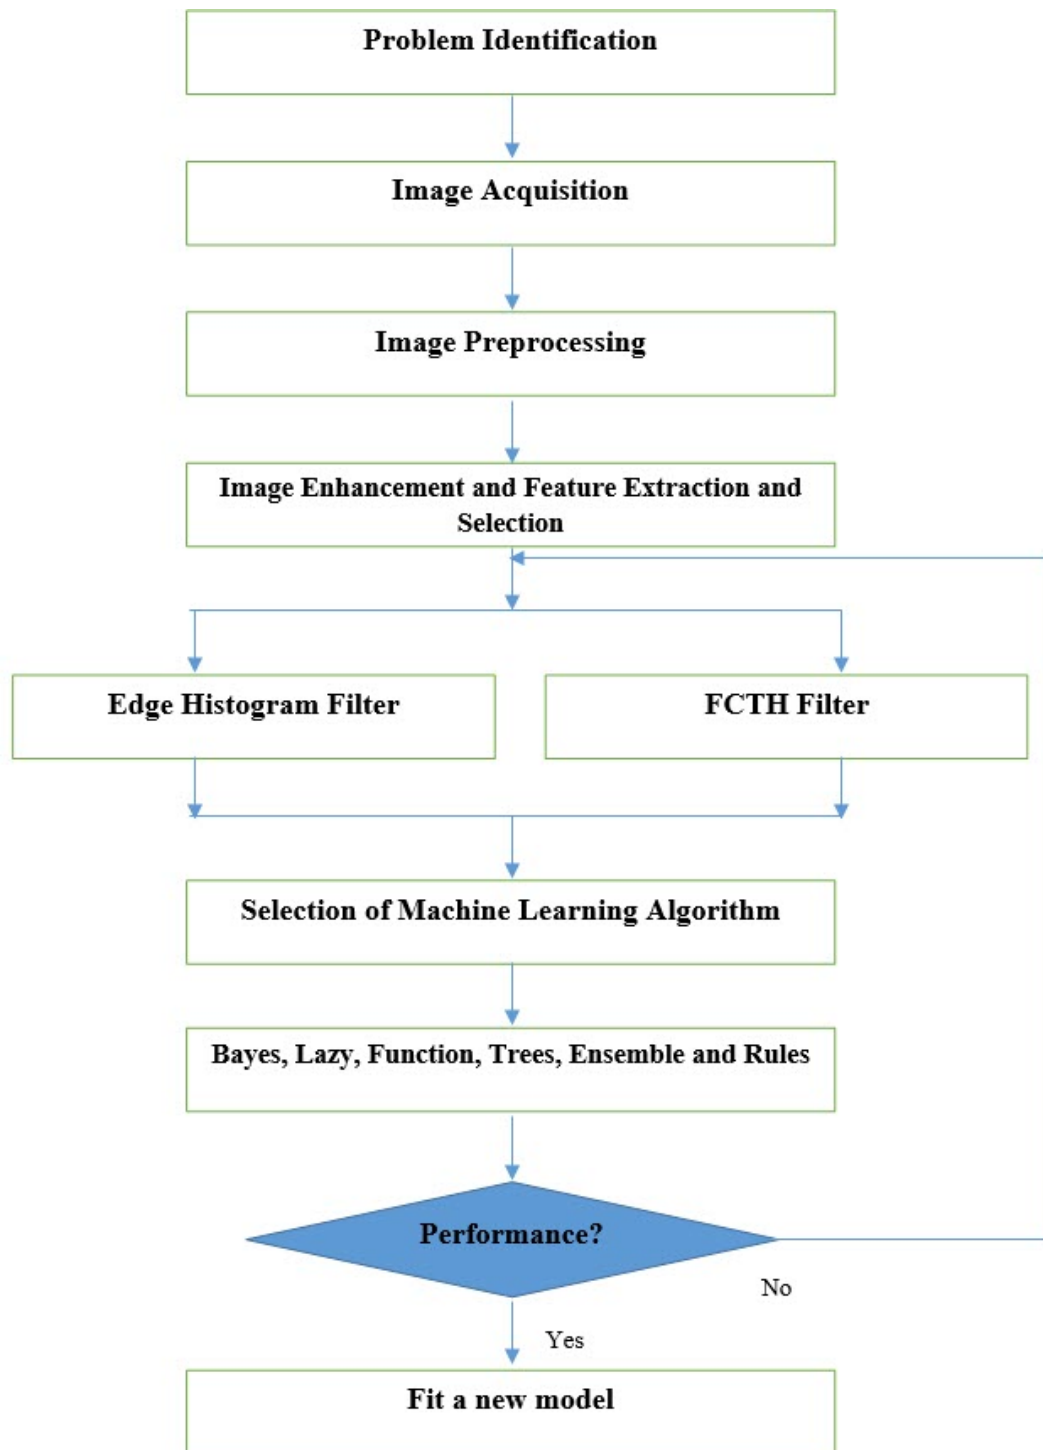 Problem Identification
Image Acquisition
Image Preprocessing
Image Enhancement and Feature Extraction and
Selection
Edge Histogram Filter
FCTH Filter
Selection of Machine Learning Algorithm
Bayes, Lazy, Function, Trees, Ensemble and Rules
Performance?
No
Yes
Fit a new model